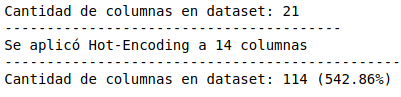 Cantidad de columnas en dataset: 21
----------------------------------------
Se aplicó Hot-Encoding a 14 columnas
-----------------------------------------------
Cantidad de columnas en dataset: 114 (542.86%)